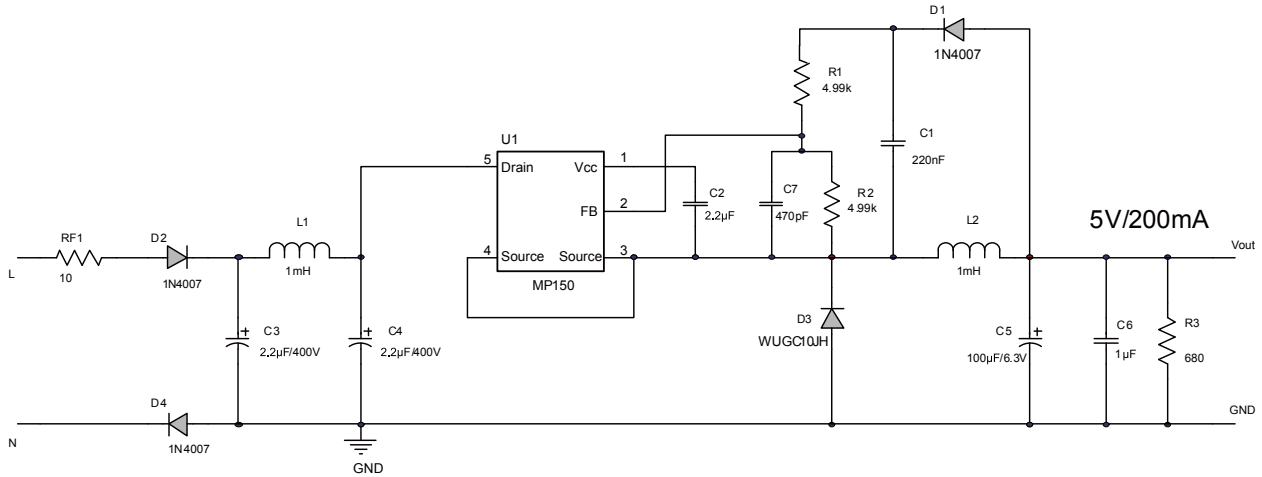 D1
1N4007
R1
4.99k
C1
220nF
U1
5
Drain
Vcc
1
FB
2
4
Source
Source
3
MP150
C2
2.2µF
C7
470pF
R2
4.99k
L2
1mH
5V/200mA
Vout
L
RF1
10
D2
1N4007
L1
1mH
+
C3
2.2µF/400V
+
C4
2.2µF/400V
D3
WUGC10JH
C5
+
100µF/6.3V
C6
1µF
R3
680
N
D4
1N4007
GND
GND